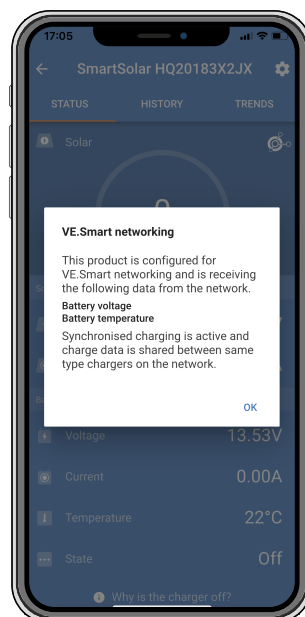 17:05
SmartSolar HQ20183X2JX
STATUS HISTORY TRENDS
Solar
VE.Smart networking
This product is configured for
VE.Smart networking and is receiving
the following data from the network.
Battery voltage
Battery temperature
Synchronised charging is active and
charge data is shared between same
type chargers on the network.
OK
Voltage 13.53V
Current 0.00A
Temperature 22°C
State Off
Why is the charger off?